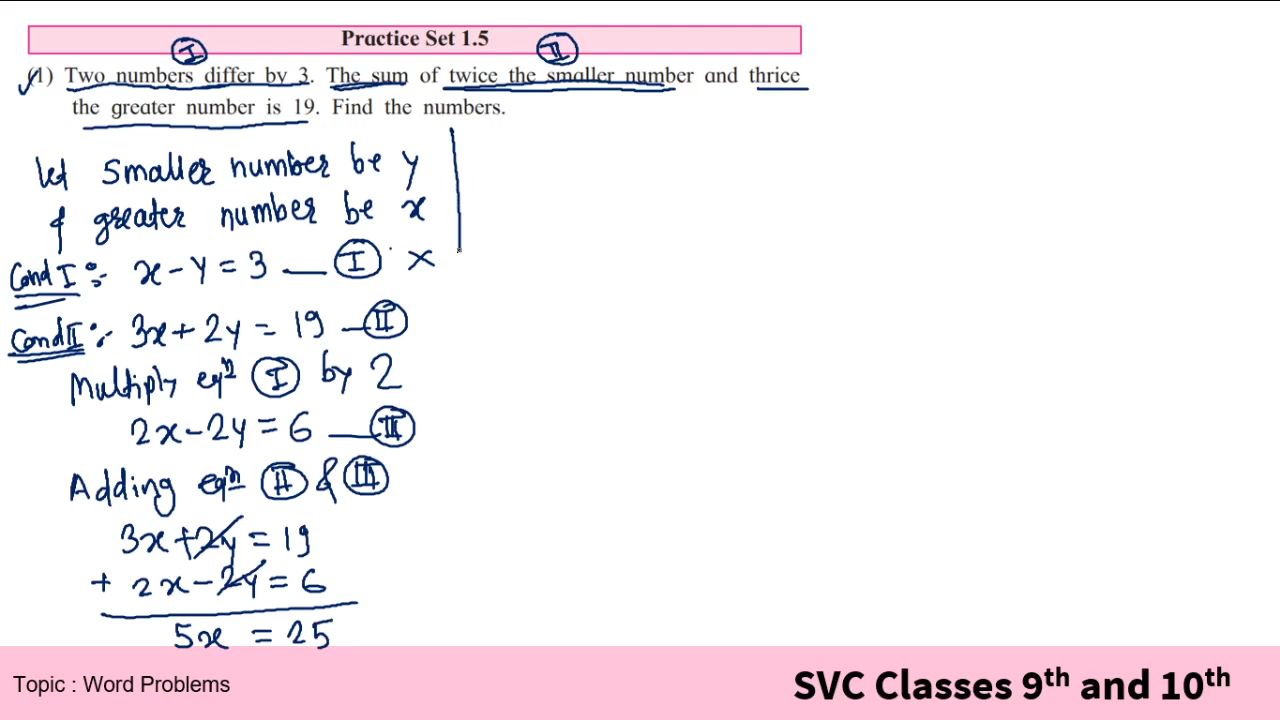 Practice Set 1.5
I II
(1) Two numbers differ by 3. The sum of twice the smaller number and thrice
the greater number is 19. Find the numbers.
let smaller number be y
& greater number be x
Cond I :- x - y = 3 — I ×
Cond II :- 3x + 2y = 19 — II
Multiply eqⁿ I by 2
2x - 2y = 6 — III
Adding eqⁿ II & III
3x + 2y = 19
+ 2x - 2y = 6
5x = 25
Topic : Word Problems
SVC Classes 9th and 10th